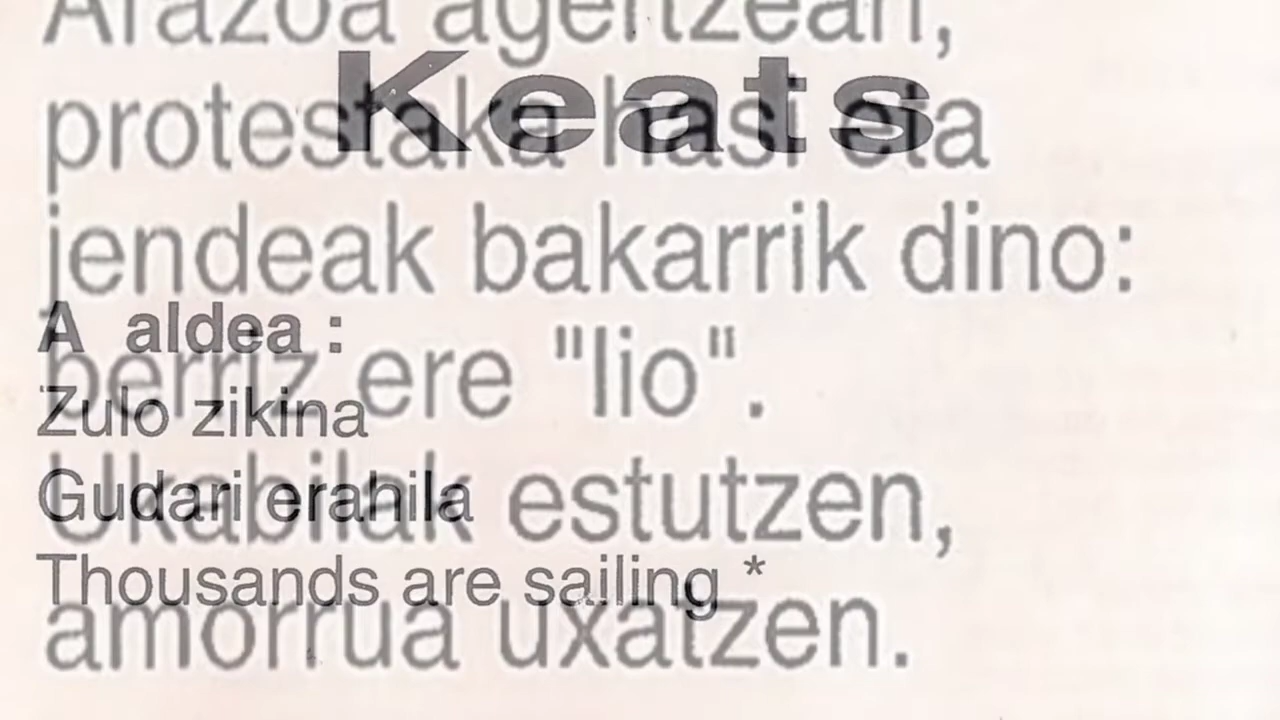 Arazoa agertzean,
Keats
protestaka hasi eta
jendeak bakarrik dino:
A aldea :
berriz ere "lio".
Zulo zikina
Gudari erahila
Ukabilak estutzen,
Thousands are sailing *
amorrua uxatzen.